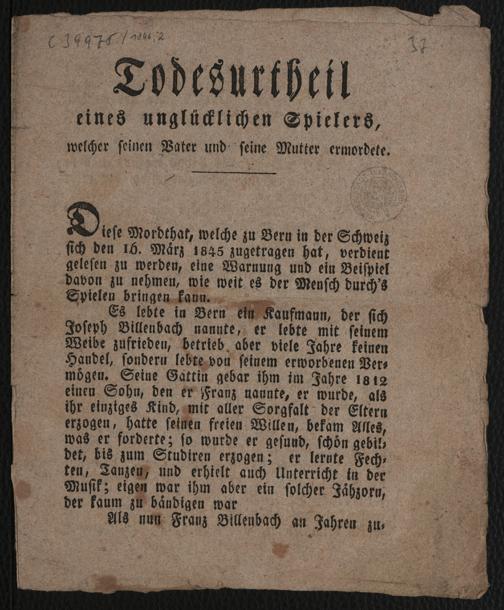 C 39975/1846,2
37
Todesurtheil
eines unglücklichen Spielers,
welcher seinen Vater und seine Mutter ermordete.
Diese Mordthat, welche zu Bern in der Schweiz
sich den 16. März 1845 zugetragen hat, verdient
gelesen zu werden, eine Warnung und ein Beispiel
davon zu nehmen, wie weit es der Mensch durch's
Spielen bringen kann.
Es lebte in Bern ein Kaufmann, der sich
Joseph Billenbach nannte, er lebte mit seinem
Weibe zufrieden, betrieb aber viele Jahre keinen
Handel, sondern lebte von seinem erworbenen Ver-
mögen. Seine Gattin gebar ihm im Jahre 1812
einen Sohn, den er Franz nannte, er wurde, als
ihr einziges Kind, mit aller Sorgfalt der Eltern
erzogen, hatte seinen freien Willen, bekam Alles,
was er forderte; so wurde er gesund, schön gebil-
det, bis zum Studiren erzogen; er lernte Fech-
ten, Tanzen, und erhielt auch Unterricht in der
Musik; eigen war ihm aber ein solcher Jähzorn,
der kaum zu bändigen war
Als nun Franz Billenbach an Jahren zu-